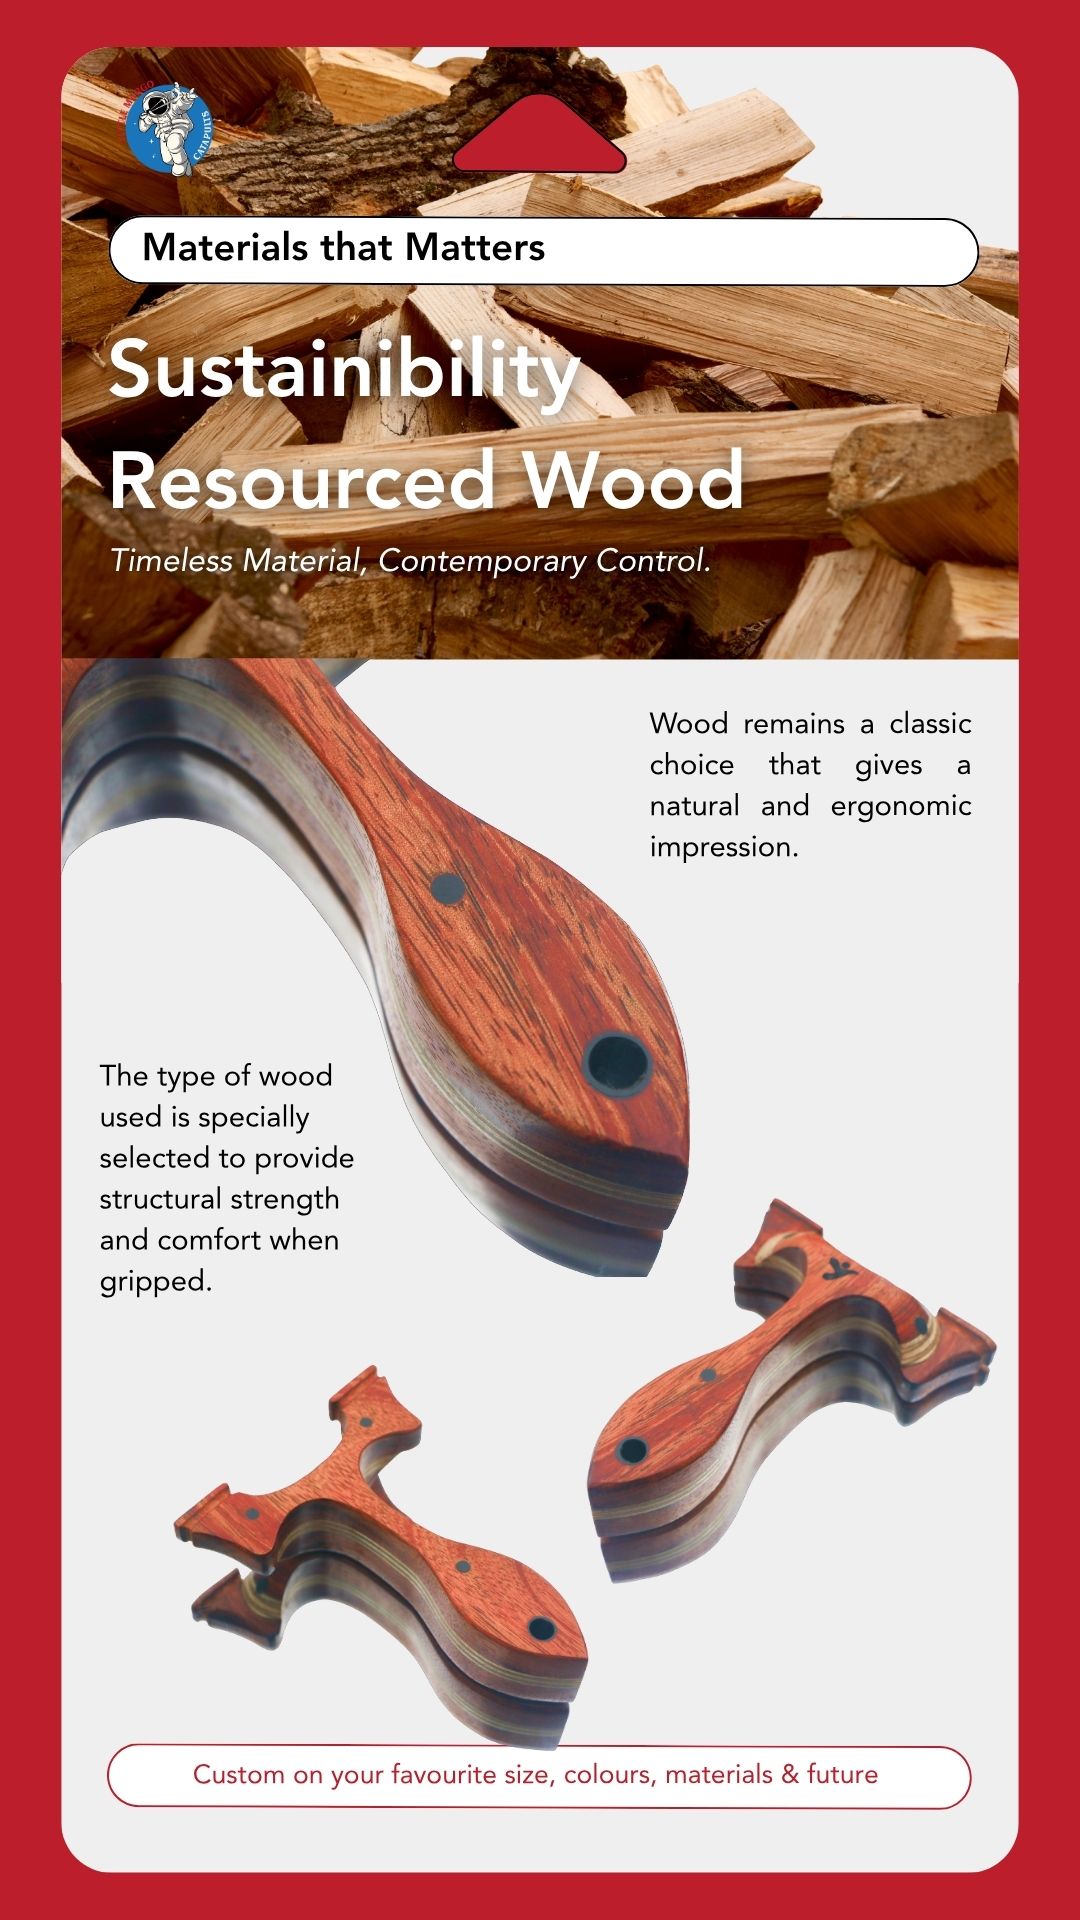 CATAPULTS
Materials that Matters
Sustainibility
Resourced Wood
Timeless Material, Contemporary Control.
Wood remains a classic
choice that gives a
natural and ergonomic
impression.
The type of wood
used is specially
selected to provide
structural strength
and comfort when
gripped.
Custom on your favourite size, colours, materials & future